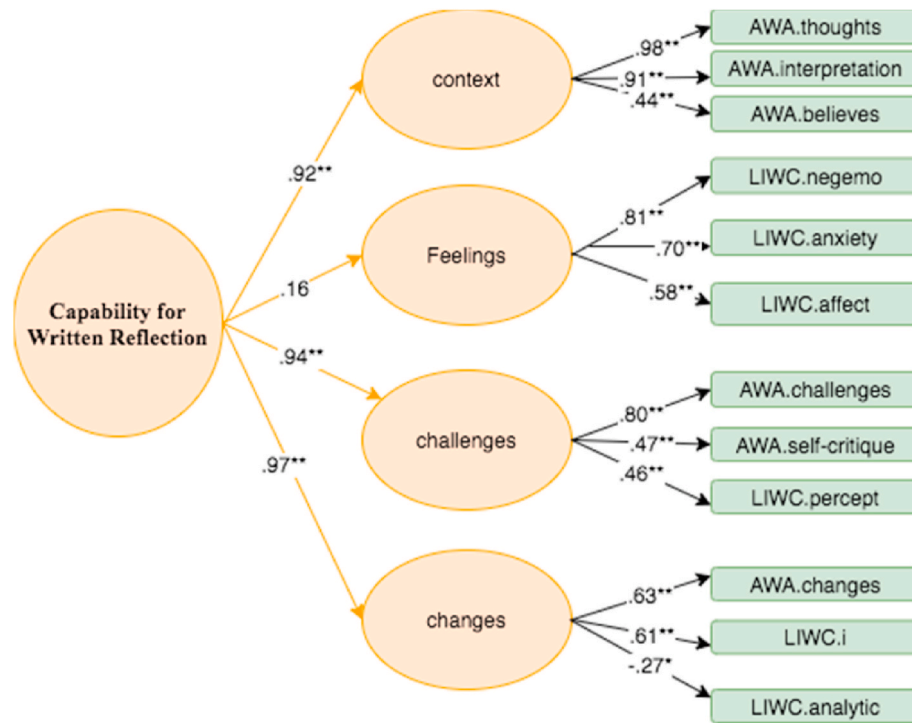 AWA.thoughts
.98**
context
.91**
AWA.interpretation
.44**
AWA.believes
.92**
LIWC.negemo
.81**
Feelings
.70**
LIWC.anxiety
.58**
LIWC.affect
.16
Capability for
Written Reflection
.94**
AWA.challenges
.80**
challenges
.47**
AWA.self-critique
.46**
LIWC.percept
.97**
AWA.changes
.63**
changes
.61**
LIWC.i
-.27*
LIWC.analytic